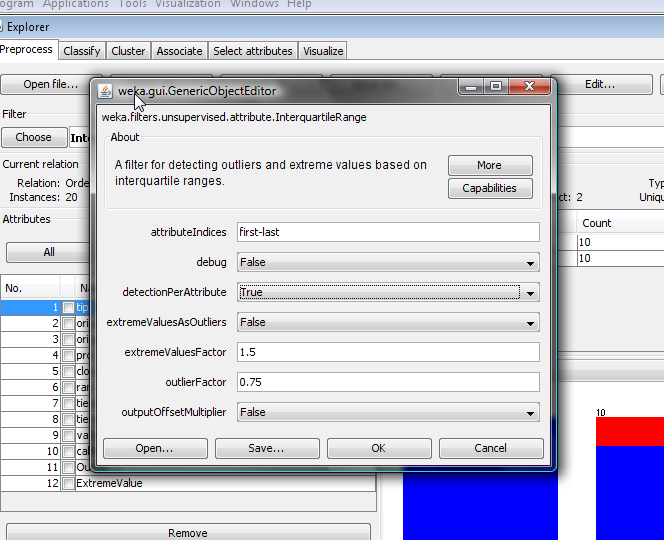 ogram Applications Tools Visualization Windows Help
Explorer
Preprocess Classify Cluster Associate Select attributes Visualize
Open file... Edit...
weka.gui.GenericObjectEditor
Filter
Choose Inte
weka.filters.unsupervised.attribute.InterquartileRange
About
A filter for detecting outliers and extreme values based on
interquartile ranges.
More
Capabilities
Current relation
Relation: Orde
Instances: 20
ct: 2
Typ
Uniqu
Attributes
All
Count
10
10
attributeIndices first-last
debug False
detectionPerAttribute True
extremeValuesAsOutliers False
extremeValuesFactor 1.5
outlierFactor 0.75
outputOffsetMultiplier False
Open... Save... OK Cancel
No.
1 tip
2 ori
3 ori
4 pro
5 clo
6 ran
7 tie
8 tie
9 va
10 cal
11 Ou
12 ExtremeValue
Remove
10